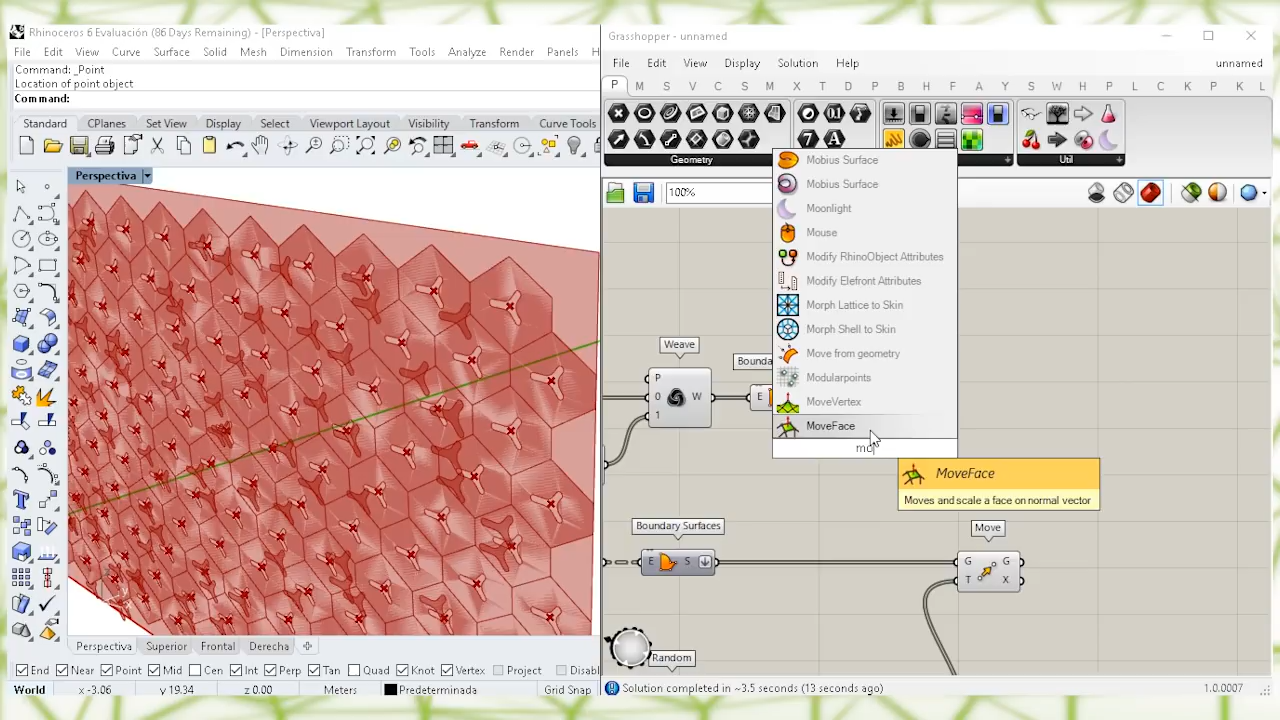 Rhinoceros 6 Evaluación (86 Days Remaining) - [Perspectiva]
File Edit View Curve Surface Solid Mesh Dimension Transform Tools Analyze Render Panels H
Command: _Point
Location of point object
Command:
Standard CPlanes Set View Display Select Viewport Layout Visibility Transform Curve Tools
Perspectiva
Perspectiva Superior Frontal Derecha
End Near Point Mid Cen Int Perp Tan Quad Knot Vertex Project Disabl
World x -3.06 y 19.34 z 0.00 Meters Predeterminada Grid Snap
Grasshopper - unnamed
File Edit View Display Solution Help unnamed
P M S V C S M X T D P B H F A Y S K R W H P L C K P L
Geometry Util
100%
Mobius Surface
Mobius Surface
Moonlight
Mouse
Modify RhinoObject Attributes
Modify Elefront Attributes
Morph Lattice to Skin
Morph Shell to Skin
Move from geometry
Modularpoints
MoveVertex
MoveFace
mo
MoveFace
Moves and scale a face on normal vector
Weave
P
0 W
1
Bounda
E
Boundary Surfaces
E S
Move
G G
T X
Random
Solution completed in ~3.5 seconds (13 seconds ago) 1.0.0007